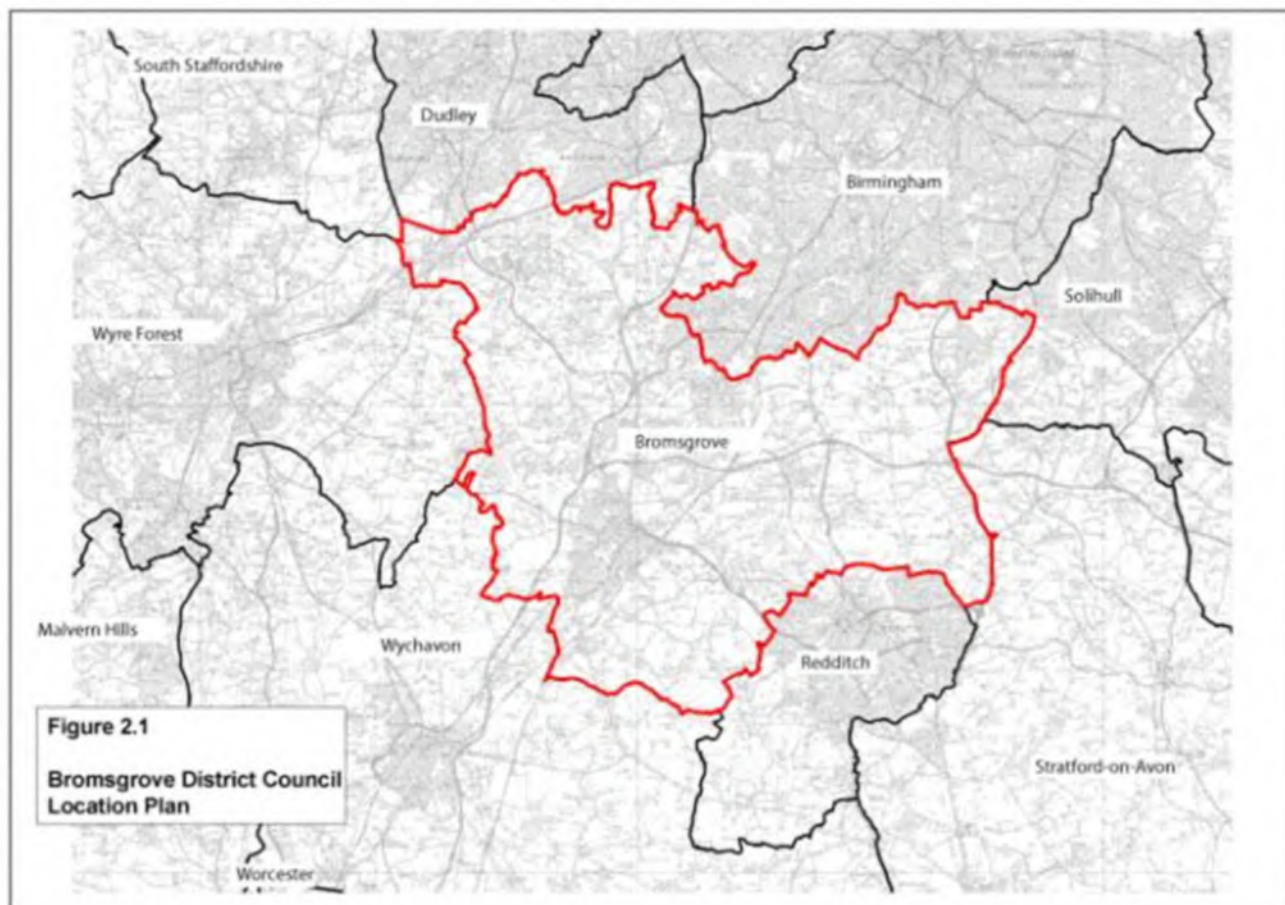 South Staffordshire
Dudley
Birmingham
Solihull
Wyre Forest
Bromsgrove
Malvern Hills
Wychavon
Redditch
Stratford-on-Avon
Worcester
Figure 2.1
Bromsgrove District Council
Location Plan